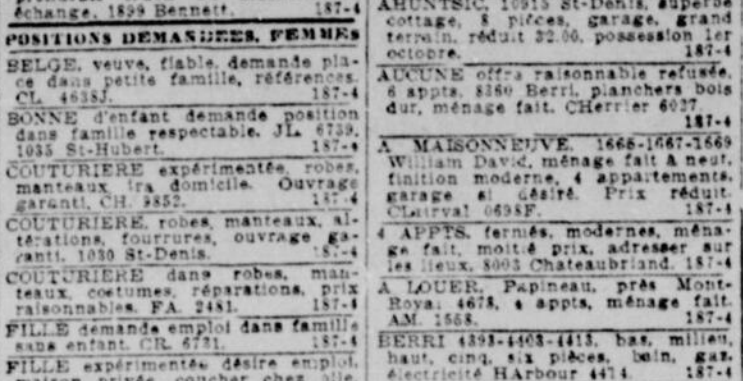 échange, 1899 Bennett. 187-4
POSITIONS DEMANDEES, FEMMES
BELGE, veuve, fiable, demande pla-
ce dans petite famille, références.
CL. 4638J. 187-4
BONNE d'enfant demande position
dans famille respectable. JL. 6739.
1035 St-Hubert. 187-4
COUTURIERE expérimentée, robes,
manteaux ira domicile. Ouvrage
garanti, CH. 9852. 187-4
COUTURIERE, robes, manteaux, al-
térations, fourrures, ouvrage ga-
ranti. 1030 St-Denis. 187-4
COUTURIERE dans robes, man-
teaux, costumes, réparations, prix
raisonnables. FA. 2481. 187-4
FILLE demande emploi dans famille
sans enfant. CR. 6731. 187-4
FILLE expérimentée désire emploi,
maison privée, coucher chez elle.
AHUNTSIC, 10915 St-Denis, superbe
cottage, 8 pièces, garage, grand
terrain, réduit 32.00, possession 1er
octobre. 187-4
AUCUNE offre raisonnable refusée.
6 appts. 8360 Berri, planchers bois
dur, ménage fait. CHerrier 6027.
187-4
A MAISONNEUVE. 1665-1667-1669
William David, ménage fait à neuf,
finition moderne, 4 appartements,
garage si désiré. Prix réduit.
CLairval 0698F. 187-4
4 APPTS. fermés, modernes, ména-
ge fait, moitié prix, adresser sur
les lieux, 8003 Chateaubriand. 187-4
A LOUER, Papineau, près Mont-
Royal 4678, 4 appts, ménage fait.
AM. 1558. 187-4
BERRI 4393-4403-4413, bas, milieu,
haut, cinq, six pièces, bain, gaz,
électricité HArbour 4414. 187-4